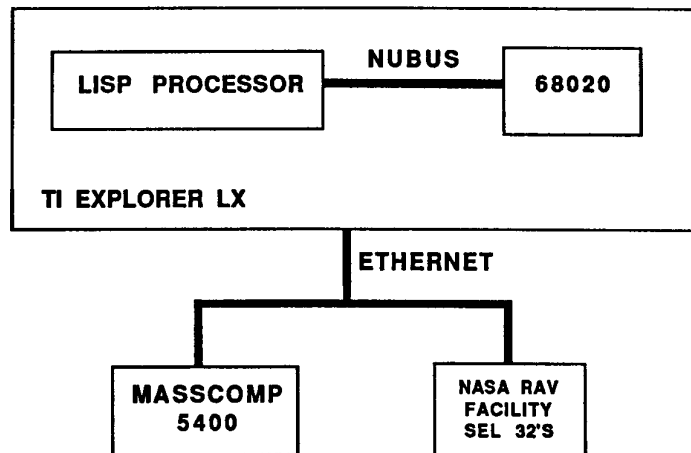 NUBUS
LISP PROCESSOR
68020
TI EXPLORER LX
ETHERNET
MASSCOMP
5400
NASA RAV
FACILITY
SEL 32'S